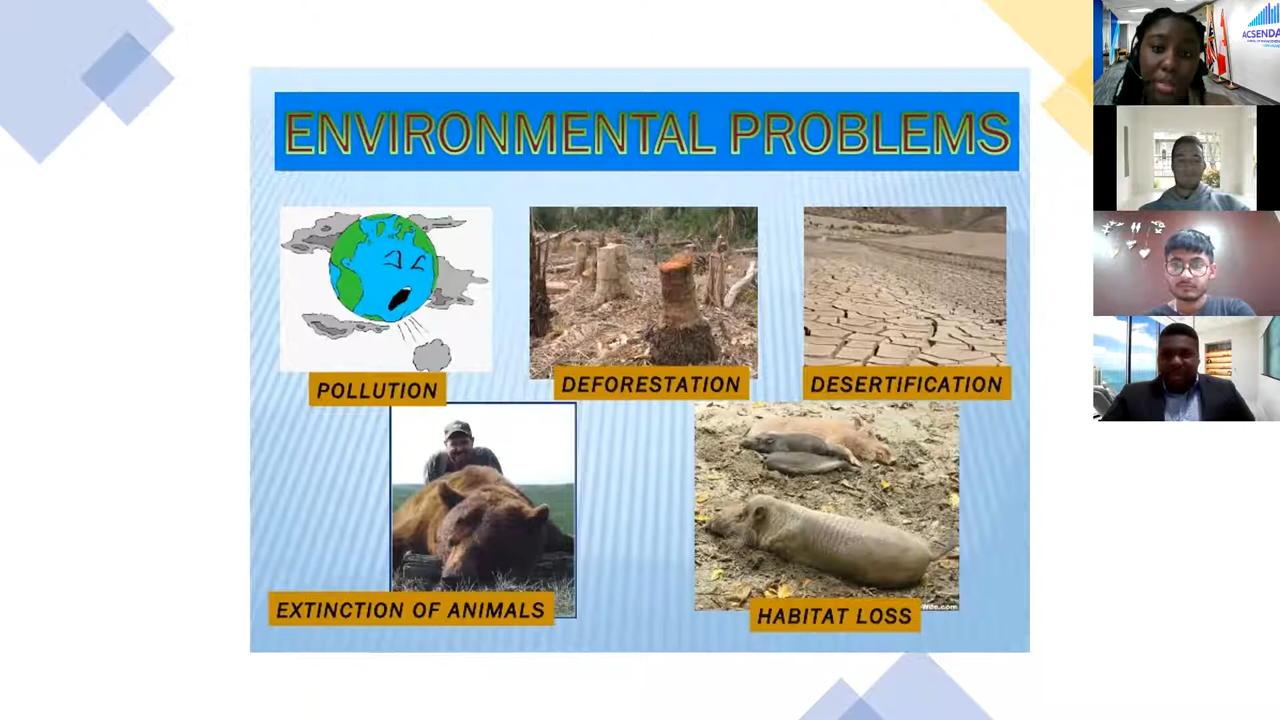 ENVIRONMENTAL PROBLEMS
POLLUTION
DEFORESTATION
DESERTIFICATION
EXTINCTION OF ANIMALS
HABITAT LOSS